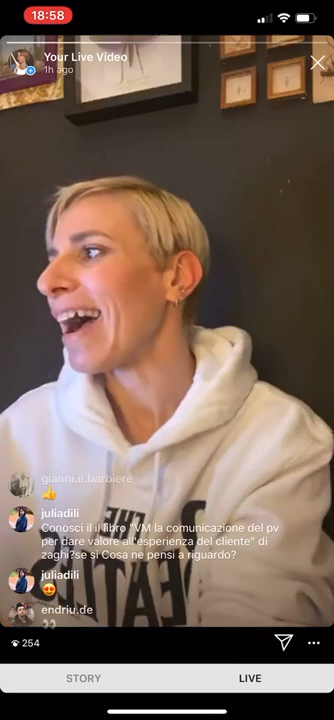 18:58
Your Live Video
1h ago
gianni.il.barbiere
👍
juliadili
Conosci il il libro "VM la comunicazione del pv
per dare valore all'esperienza del cliente" di
zaghi?se si Cosa ne pensi a riguardo?
juliadili
😍
endriu.de
👀
254
STORY
LIVE